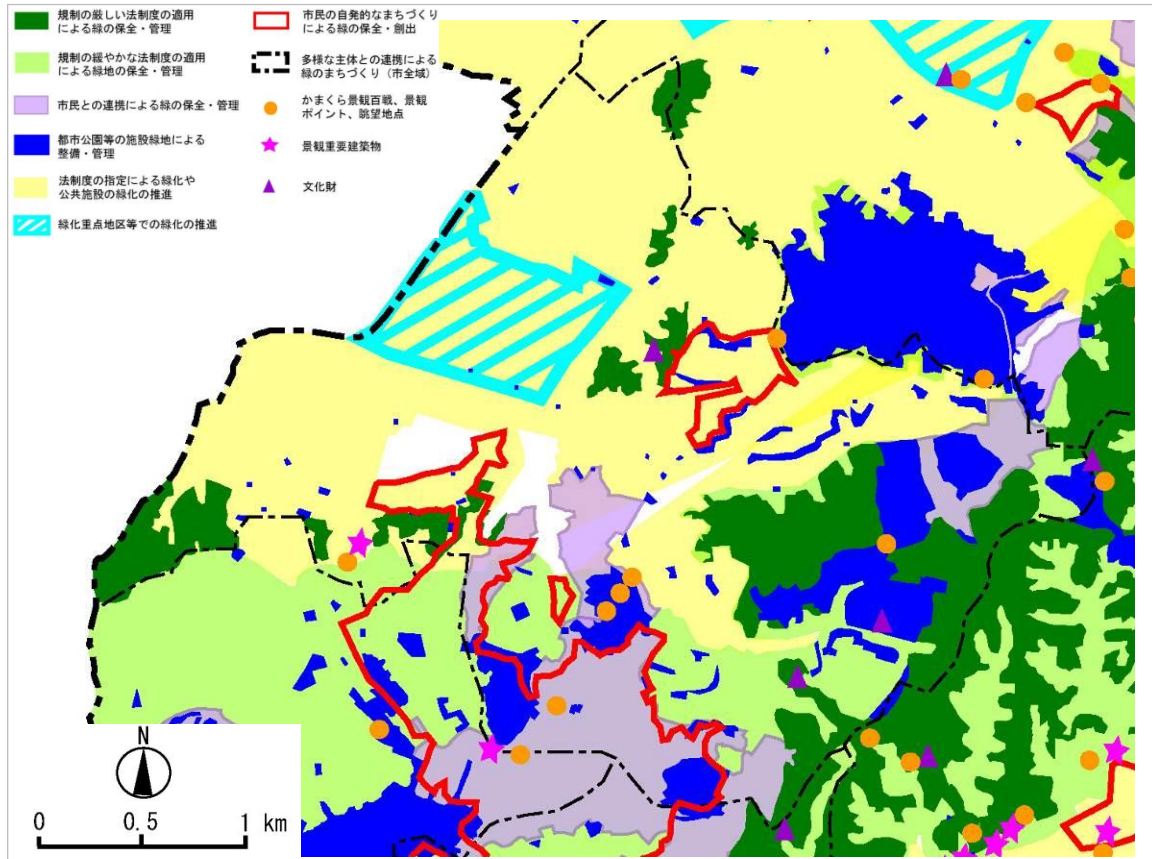 規制の厳しい法制度の適用
による緑の保全・管理
規制の緩やかな法制度の適用
による緑地の保全・管理
市民との連携による緑の保全・管理
都市公園等の施設緑地による
整備・管理
法制度の指定による緑化や
公共施設の緑化の推進
緑化重点地区等での緑化の推進
市民の自発的なまちづくり
による緑の保全・創出
多様な主体との連携による
緑のまちづくり（市全域）
かまくら景観百戦、景観
ポイント、眺望地点
景観重要建築物
文化財
N
0 0.5 1 km